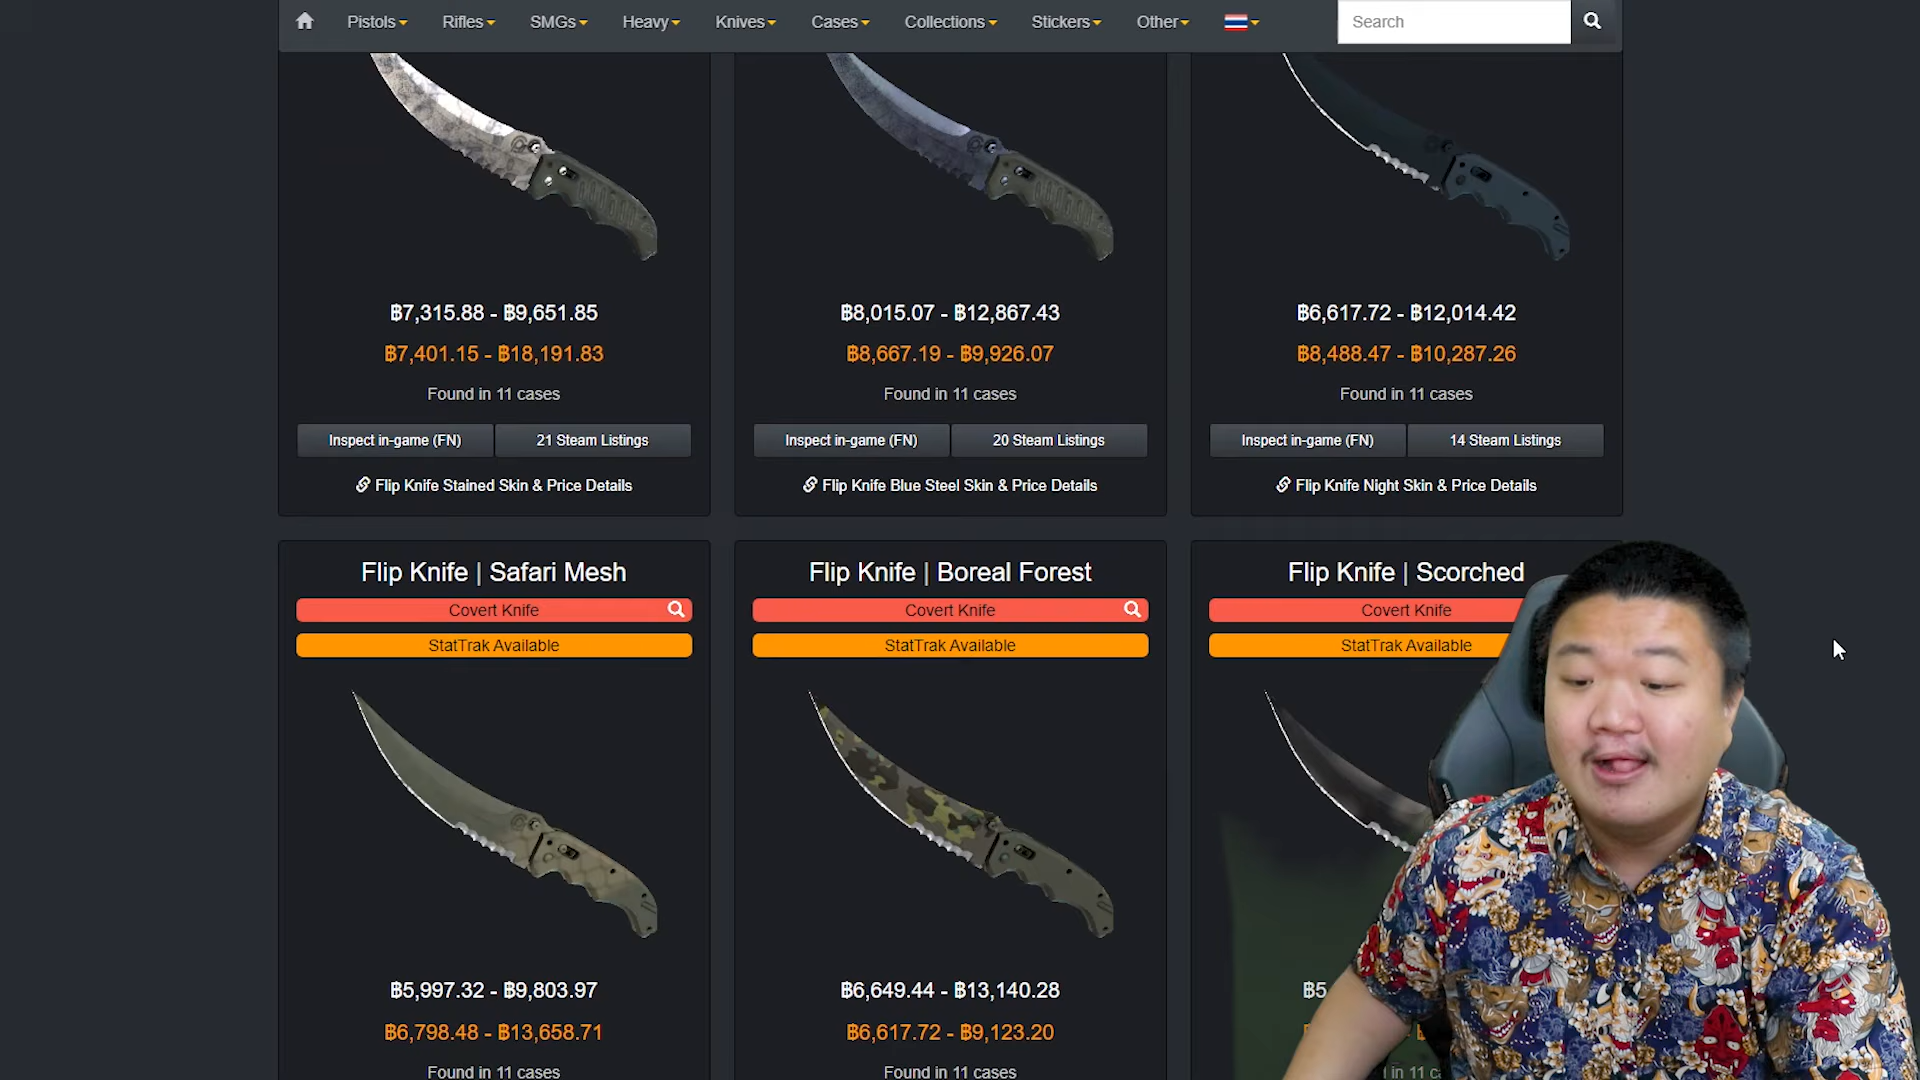 Pistols Rifles SMGs Heavy Knives Cases Collections Stickers Other Search
฿7,315.88 - ฿9,651.85
฿7,401.15 - ฿18,191.83
Found in 11 cases
Inspect in-game (FN) 21 Steam Listings
Flip Knife Stained Skin & Price Details
฿8,015.07 - ฿12,867.43
฿8,667.19 - ฿9,926.07
Found in 11 cases
Inspect in-game (FN) 20 Steam Listings
Flip Knife Blue Steel Skin & Price Details
฿6,617.72 - ฿12,014.42
฿8,488.47 - ฿10,287.26
Found in 11 cases
Inspect in-game (FN) 14 Steam Listings
Flip Knife Night Skin & Price Details
Flip Knife | Safari Mesh
Covert Knife
StatTrak Available
฿5,997.32 - ฿9,803.97
฿6,798.48 - ฿13,658.71
Found in 11 cases
Flip Knife | Boreal Forest
Covert Knife
StatTrak Available
฿6,649.44 - ฿13,140.28
฿6,617.72 - ฿9,123.20
Found in 11 cases
Flip Knife | Scorched
Covert Knife
StatTrak Available